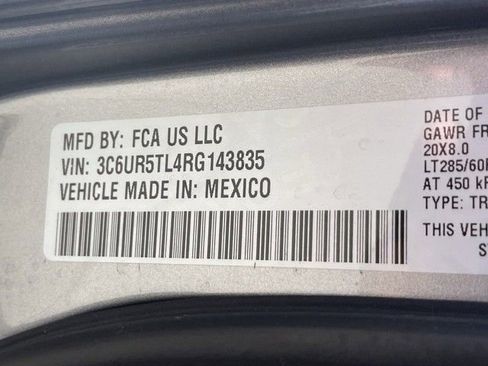 MFD BY: FCA US LLC
VIN: 3C6UR5TL4RG143835
VEHICLE MADE IN: MEXICO
DATE OF
GAWR FR
20X8.0
LT285/60
AT 450 kP
TYPE: TR
THIS VEH